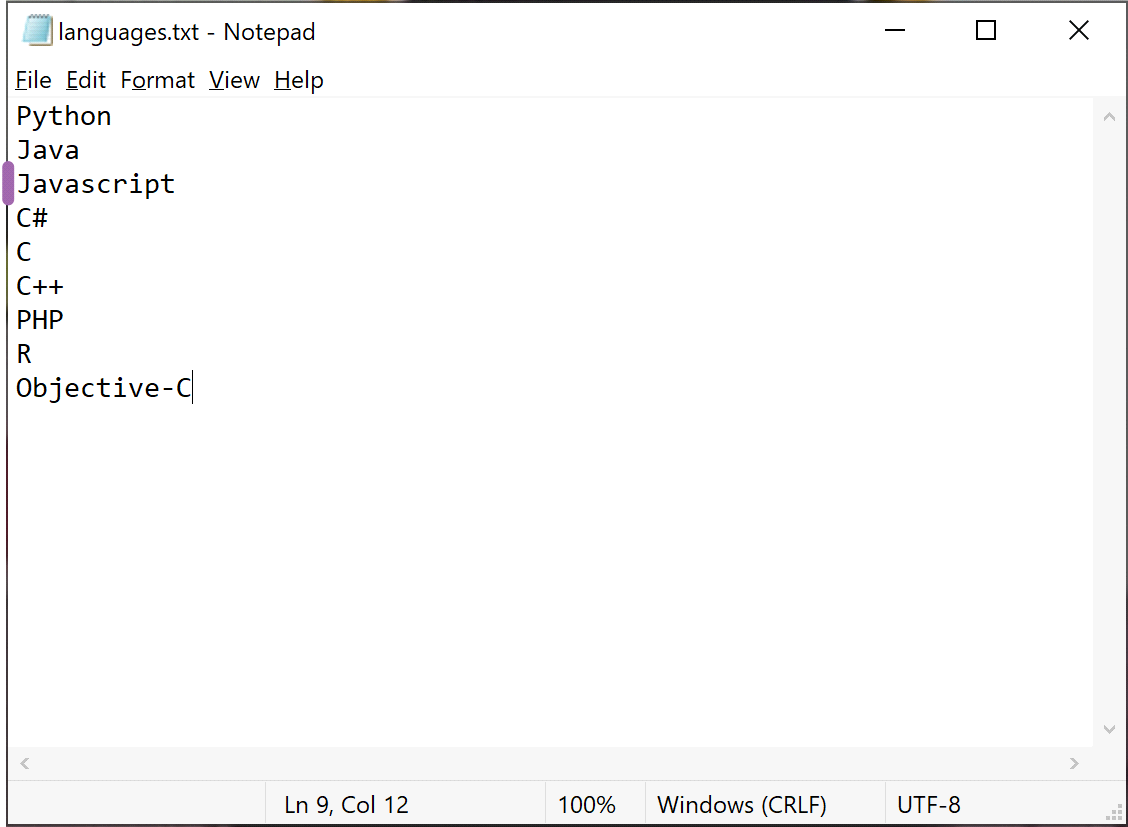 languages.txt - Notepad
File Edit Format View Help
Python
Java
Javascript
C#
C
C++
PHP
R
Objective-C
Ln 9, Col 12 100% Windows (CRLF) UTF-8